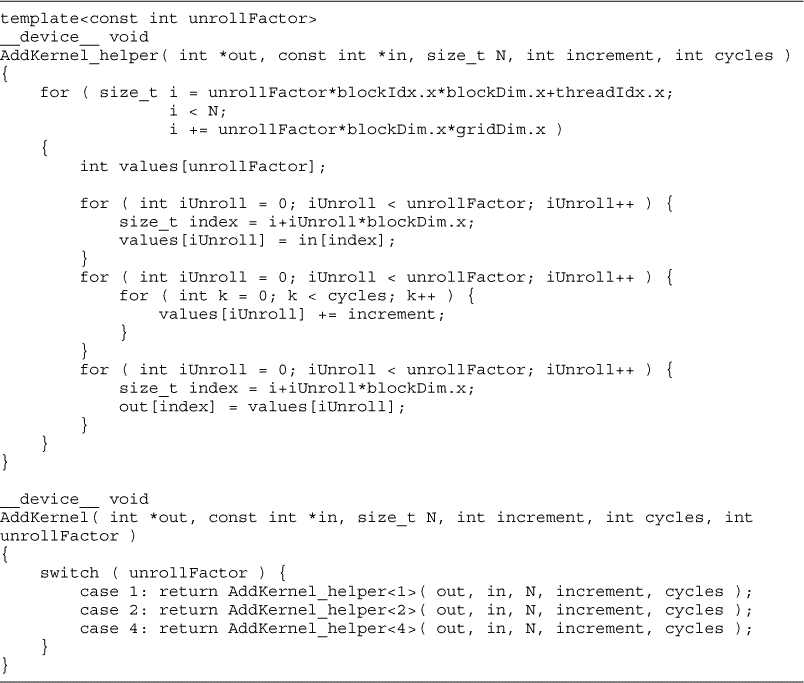 template<const int unrollFactor>
__device__ void
AddKernel_helper( int *out, const int *in, size_t N, int increment, int cycles )
{
    for ( size_t i = unrollFactor*blockIdx.x*blockDim.x+threadIdx.x;
                 i < N;
                 i += unrollFactor*blockDim.x*gridDim.x )
    {
        int values[unrollFactor];

        for ( int iUnroll = 0; iUnroll < unrollFactor; iUnroll++ ) {
            size_t index = i+iUnroll*blockDim.x;
            values[iUnroll] = in[index];
        }
        for ( int iUnroll = 0; iUnroll < unrollFactor; iUnroll++ ) {
            for ( int k = 0; k < cycles; k++ ) {
                values[iUnroll] += increment;
            }
        }
        for ( int iUnroll = 0; iUnroll < unrollFactor; iUnroll++ ) {
            size_t index = i+iUnroll*blockDim.x;
            out[index] = values[iUnroll];
        }
    }
}

__device__ void
AddKernel( int *out, const int *in, size_t N, int increment, int cycles, int
unrollFactor )
{
    switch ( unrollFactor ) {
        case 1: return AddKernel_helper<1>( out, in, N, increment, cycles );
        case 2: return AddKernel_helper<2>( out, in, N, increment, cycles );
        case 4: return AddKernel_helper<4>( out, in, N, increment, cycles );
    }
}